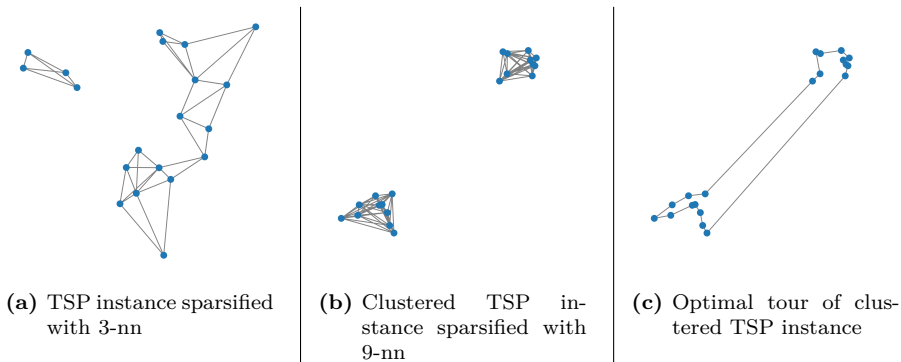 (a) TSP instance sparsified
with 3-nn
(b) Clustered TSP in-
stance sparsified with
9-nn
(c) Optimal tour of clus-
tered TSP instance